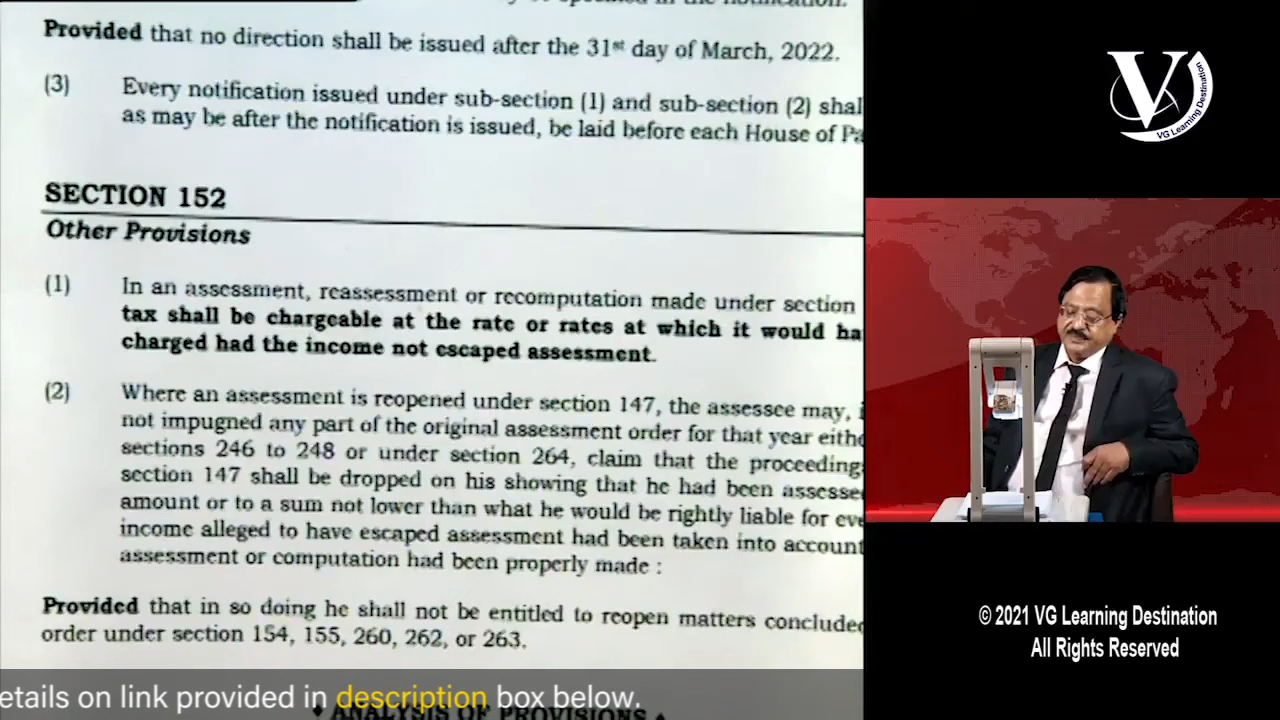 be specified in the notification.
Provided that no direction shall be issued after the 31st day of March, 2022.
(3) Every notification issued under sub-section (1) and sub-section (2) shal
as may be after the notification is issued, be laid before each House of Pa
SECTION 152
Other Provisions
(1) In an assessment, reassessment or recomputation made under section
tax shall be chargeable at the rate or rates at which it would ha
charged had the income not escaped assessment.
(2) Where an assessment is reopened under section 147, the assessee may,
not impugned any part of the original assessment order for that year eithe
sections 246 to 248 or under section 264, claim that the proceeding
section 147 shall be dropped on his showing that he had been assesse
amount or to a sum not lower than what he would be rightly liable for eve
income alleged to have escaped assessment had been taken into account
assessment or computation had been properly made :
Provided that in so doing he shall not be entitled to reopen matters conclude
order under section 154, 155, 260, 262, or 263.
ANALYSIS OF PROVISIONS
etails on link provided in description box below.
V
VG Learning Destination
© 2021 VG Learning Destination
All Rights Reserved